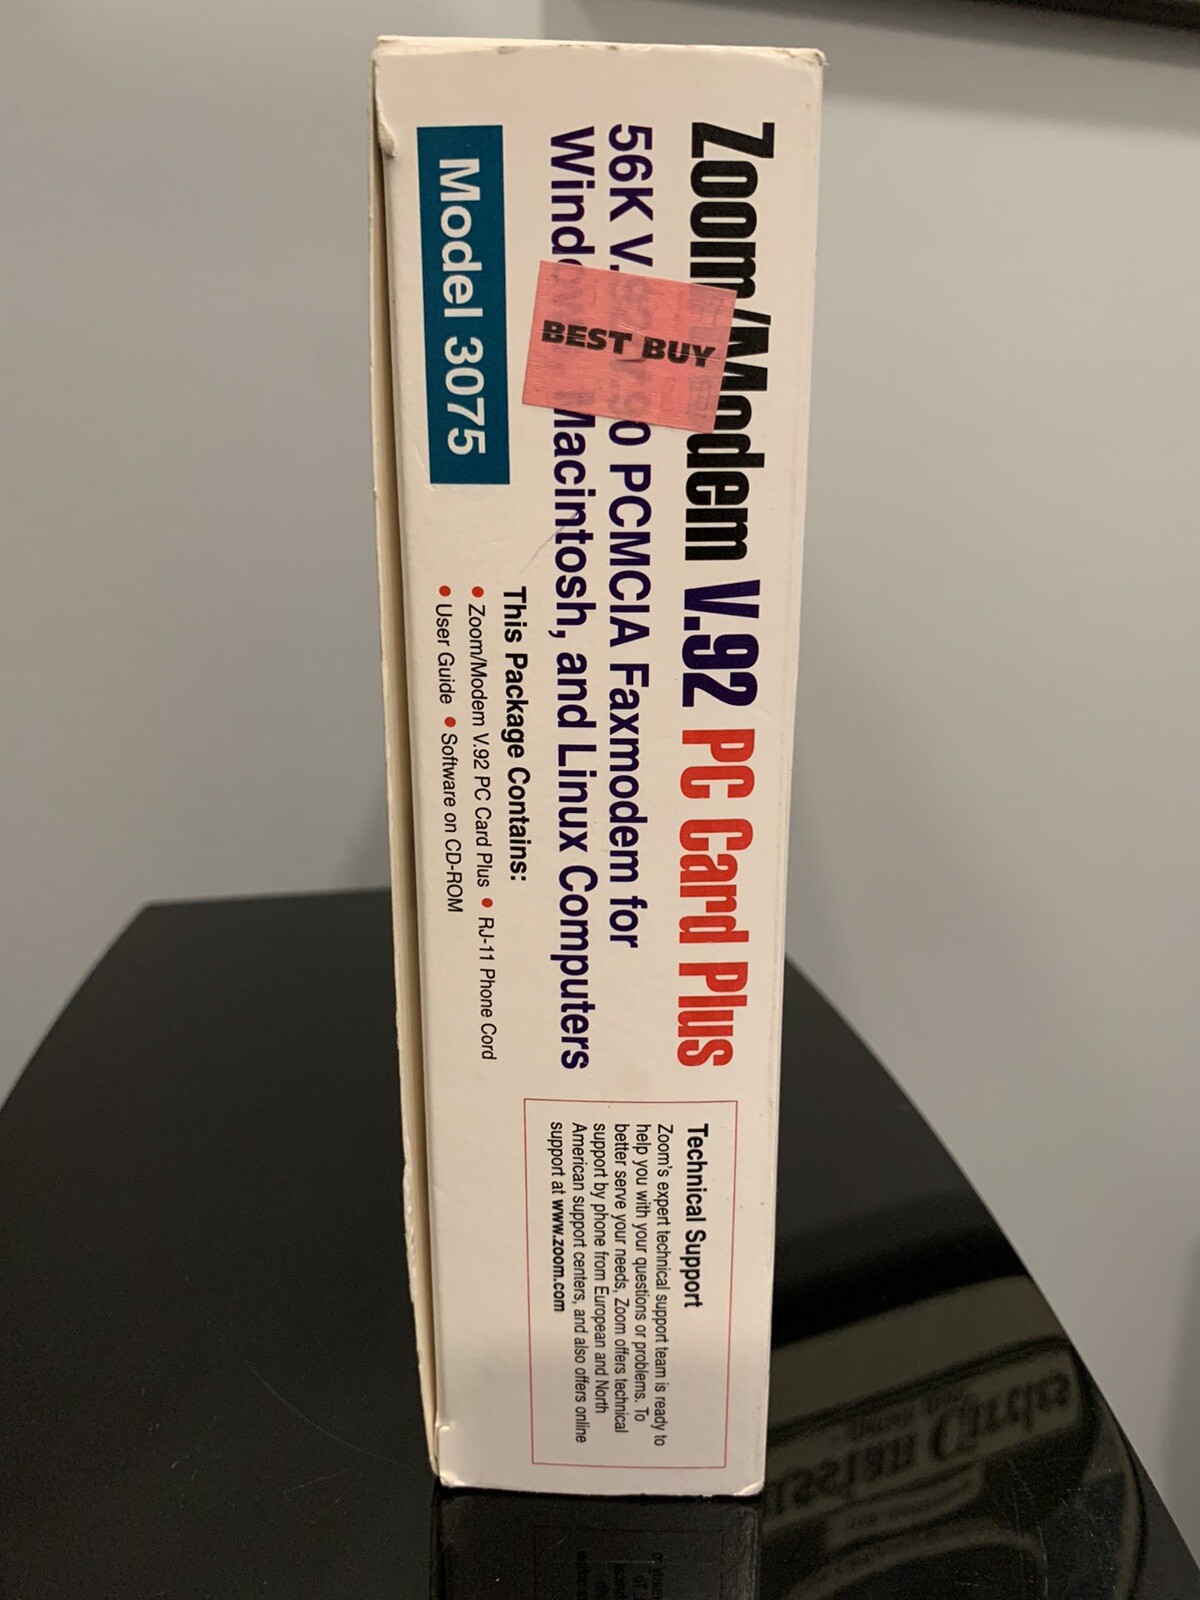 Zoom/Modem V.92 PC Card Plus
56K V.92/V.90 PCMCIA Faxmodem for
Windows, Macintosh, and Linux Computers
BEST BUY
Model 3075
This Package Contains:
• Zoom/Modem V.92 PC Card Plus • RJ-11 Phone Cord
• User Guide • Software on CD-ROM
Technical Support
Zoom's expert technical support team is ready to
help you with your questions or problems. To
better serve your needs, Zoom offers technical
support by phone from European and North
American support centers, and also offers online
support at www.zoom.com